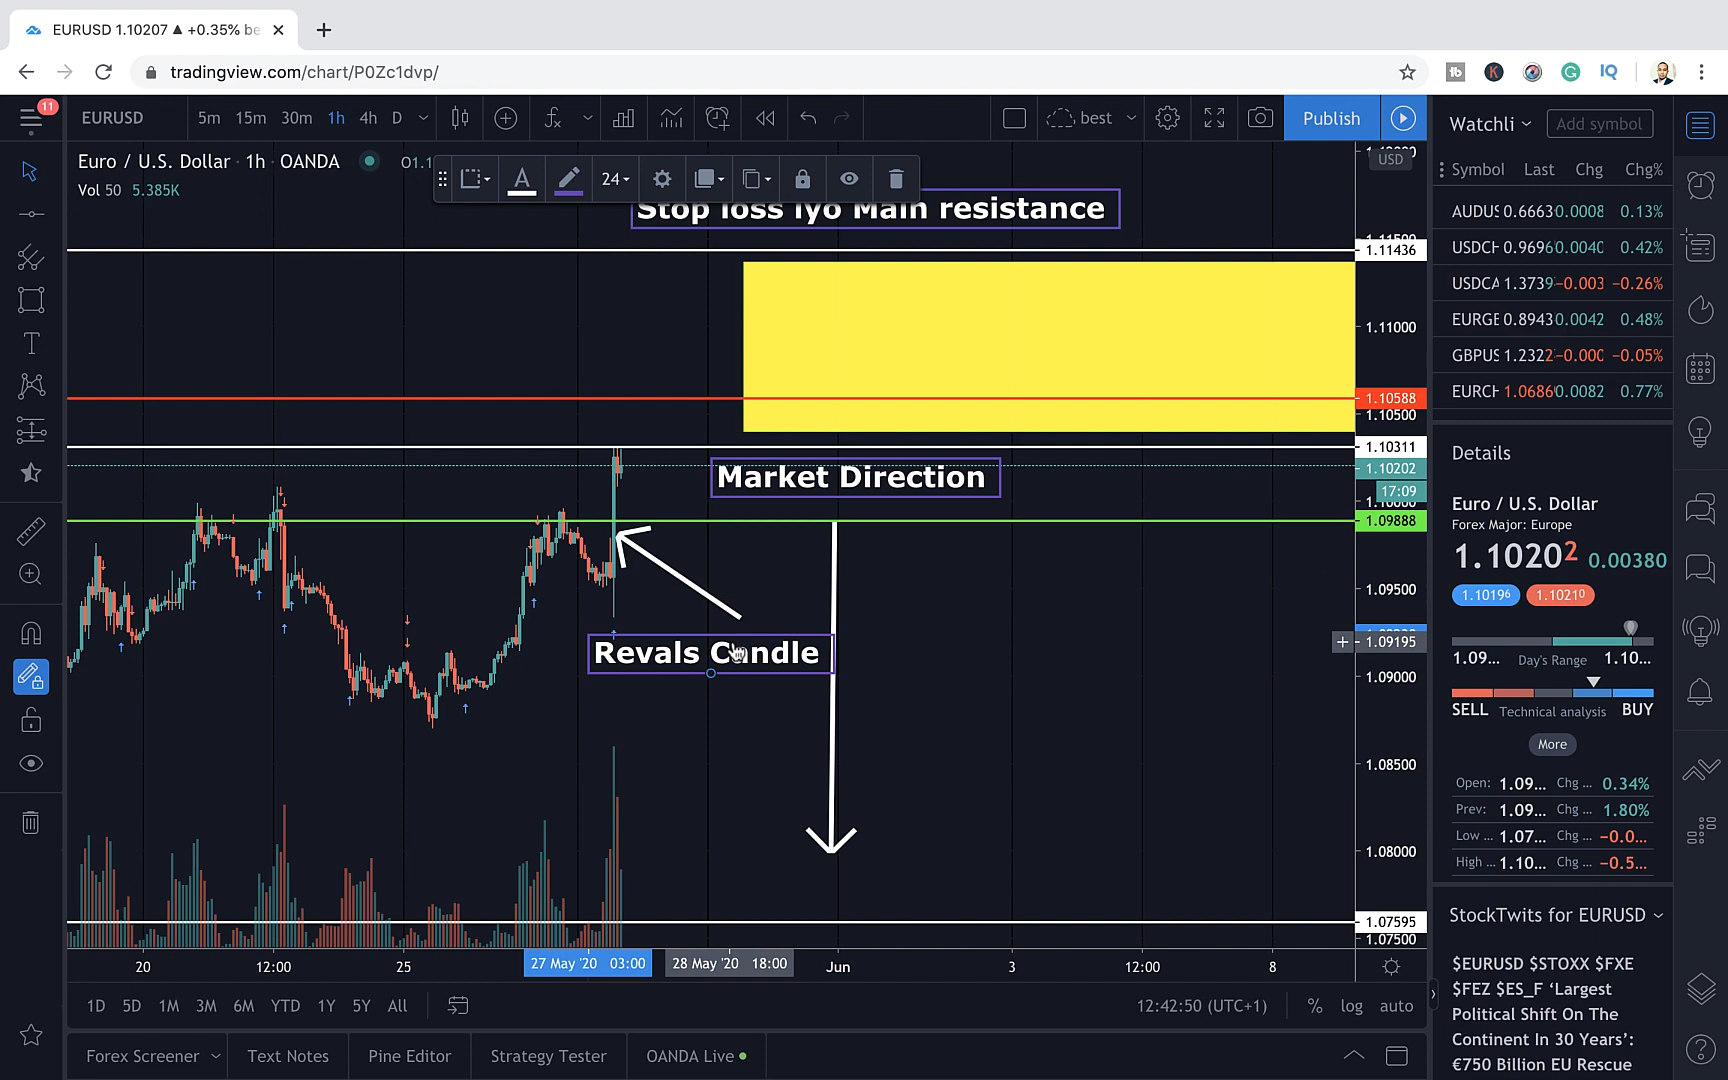 EURUSD 1.10207 ▲ +0.35% be
tradingview.com/chart/P0Zc1dvp/
11
EURUSD
5m 15m 30m 1h 4h D
best
Publish
Watchli
Add symbol
Euro / U.S. Dollar · 1h · OANDA
O1.1
Vol 50 5.385K
24
USD
Symbol Last Chg Chg%
AUDUS 0.6663 0.0008 0.13%
USDCH 0.9696 0.0040 0.42%
USDCA 1.3739 −0.003 −0.26%
EURGE 0.8943 0.0042 0.48%
GBPUS 1.2322 −0.000 −0.05%
EURCH 1.0686 0.0082 0.77%
Stop loss iyo Main resistance
1.11436
1.11000
1.10588
1.10500
1.10311
1.10202
17:09
1.09888
1.09500
1.09195
1.09000
1.08500
1.08000
1.07595
1.07500
Market Direction
Revals Candle
Details
Euro / U.S. Dollar
Forex Major: Europe
1.10202 0.00380
1.10196 1.10210
1.09... Day's Range 1.10...
SELL Technical analysis BUY
More
Open: 1.09... Chg ... 0.34%
Prev: 1.09... Chg ... 1.80%
Low ... 1.07... Chg ... −0.0...
High ... 1.10... Chg ... −0.5...
StockTwits for EURUSD
$EURUSD $STOXX $FXE
$FEZ $ES_F ‘Largest
Political Shift On The
Continent In 30 Years’:
€750 Billion EU Rescue
20 12:00 25 27 May '20 03:00 28 May '20 18:00 Jun 3 12:00 8
1D 5D 1M 3M 6M YTD 1Y 5Y All
12:42:50 (UTC+1) % log auto
Forex Screener Text Notes Pine Editor Strategy Tester OANDA Live